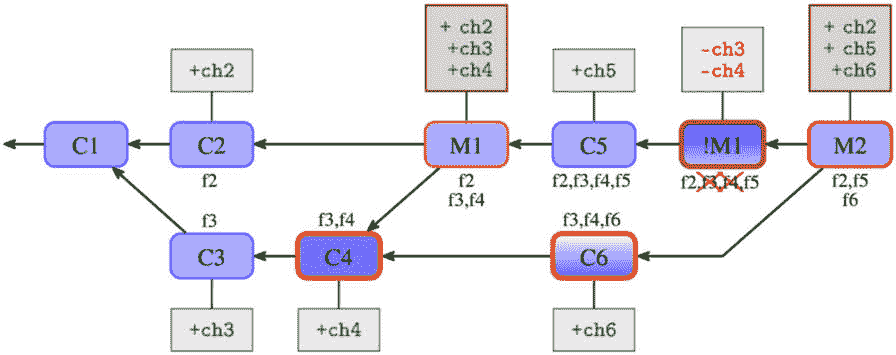 + ch2
+ch3
+ch4
-ch3
-ch4
+ ch2
+ ch5
+ch6
+ch2
+ch5
C1
C2
M1
C5
!M1
M2
f2
f2
f3,f4
f2,f3,f4,f5
f2,f3,f4,f5
f2,f5
f6
f3
f3,f4
f3,f4,f6
C3
C4
C6
+ch3
+ch4
+ch6